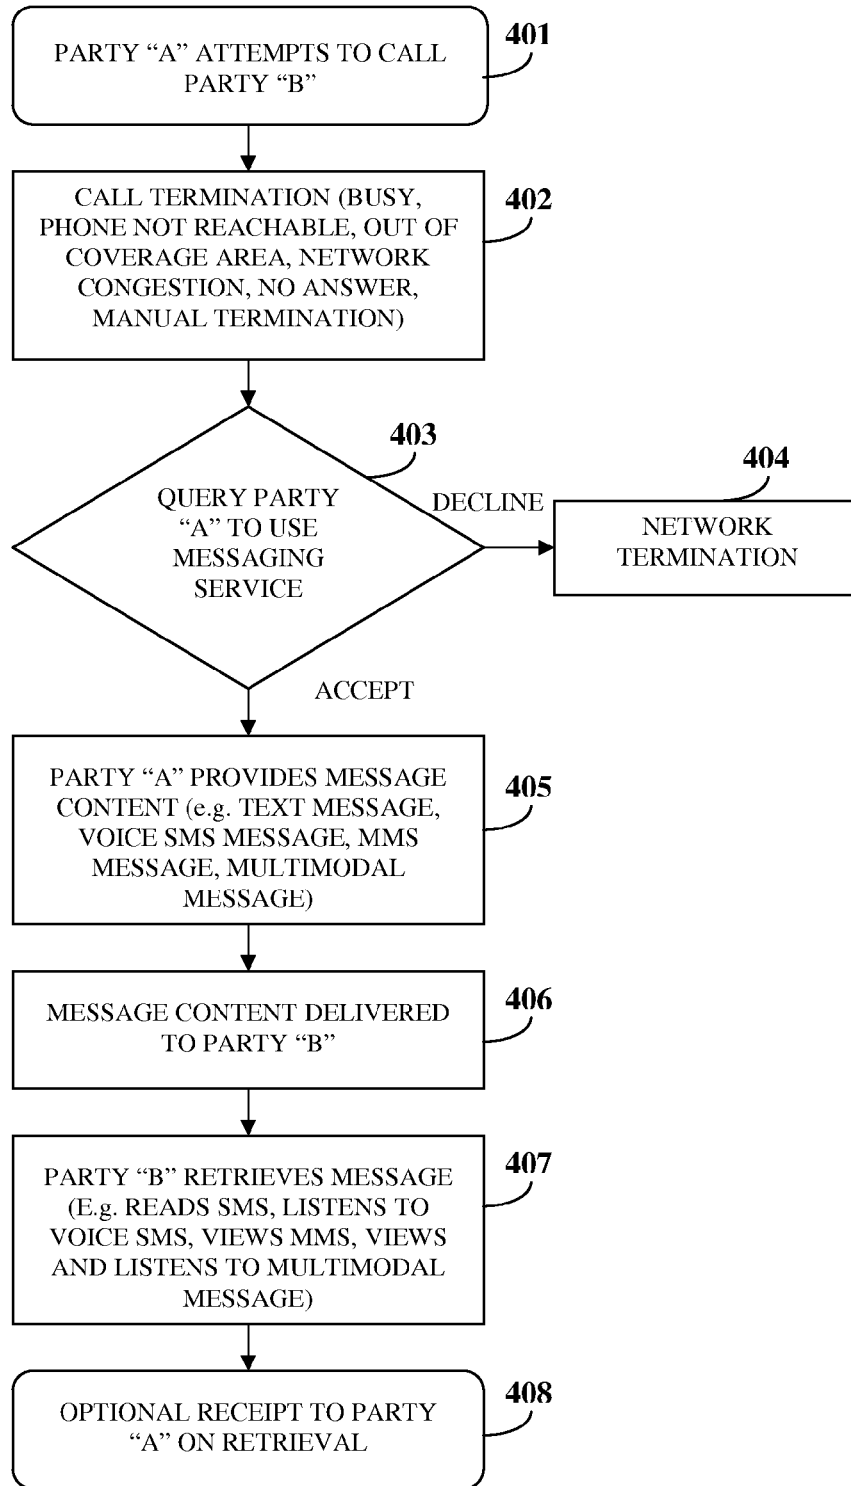 PARTY “A” ATTEMPTS TO CALL
PARTY “B”
401
CALL TERMINATION (BUSY,
PHONE NOT REACHABLE, OUT OF
COVERAGE AREA, NETWORK
CONGESTION, NO ANSWER,
MANUAL TERMINATION)
402
403
QUERY PARTY
“A” TO USE
MESSAGING
SERVICE
DECLINE
404
NETWORK
TERMINATION
ACCEPT
PARTY “A” PROVIDES MESSAGE
CONTENT (e.g. TEXT MESSAGE,
VOICE SMS MESSAGE, MMS
MESSAGE, MULTIMODAL
MESSAGE)
405
MESSAGE CONTENT DELIVERED
TO PARTY “B”
406
PARTY “B” RETRIEVES MESSAGE
(E.g. READS SMS, LISTENS TO
VOICE SMS, VIEWS MMS, VIEWS
AND LISTENS TO MULTIMODAL
MESSAGE)
407
OPTIONAL RECEIPT TO PARTY
“A” ON RETRIEVAL
408